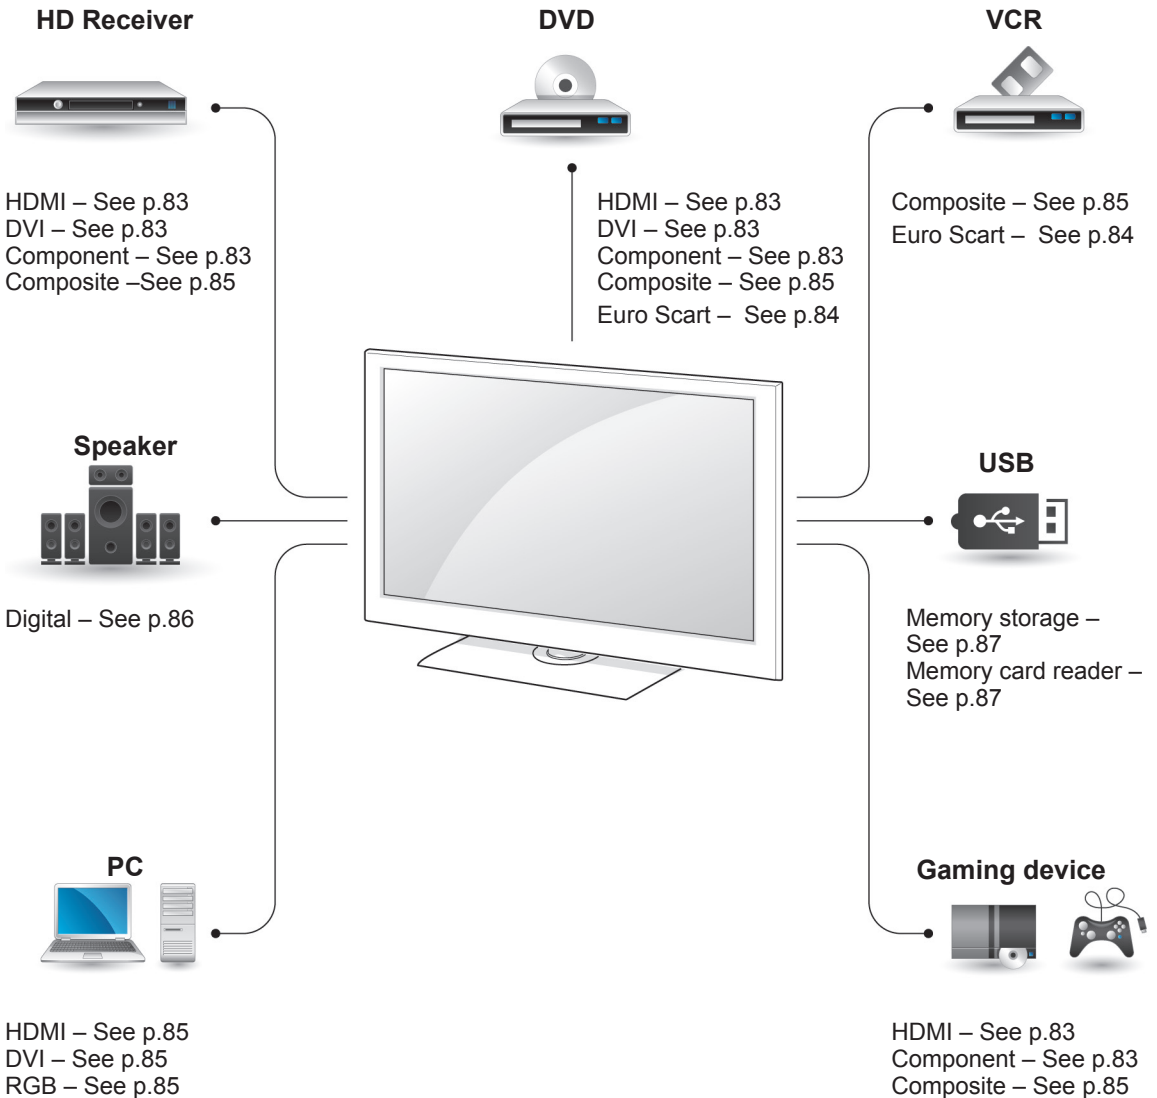 HD Receiver
HDMI – See p.83
DVI – See p.83
Component – See p.83
Composite –See p.85
DVD
HDMI – See p.83
DVI – See p.83
Component – See p.83
Composite – See p.85
Euro Scart –  See p.84
VCR
Composite – See p.85
Euro Scart –  See p.84
Speaker
Digital – See p.86
USB
Memory storage –
See p.87
Memory card reader –
See p.87
PC
HDMI – See p.85
DVI – See p.85
RGB – See p.85
Gaming device
HDMI – See p.83
Component – See p.83
Composite – See p.85